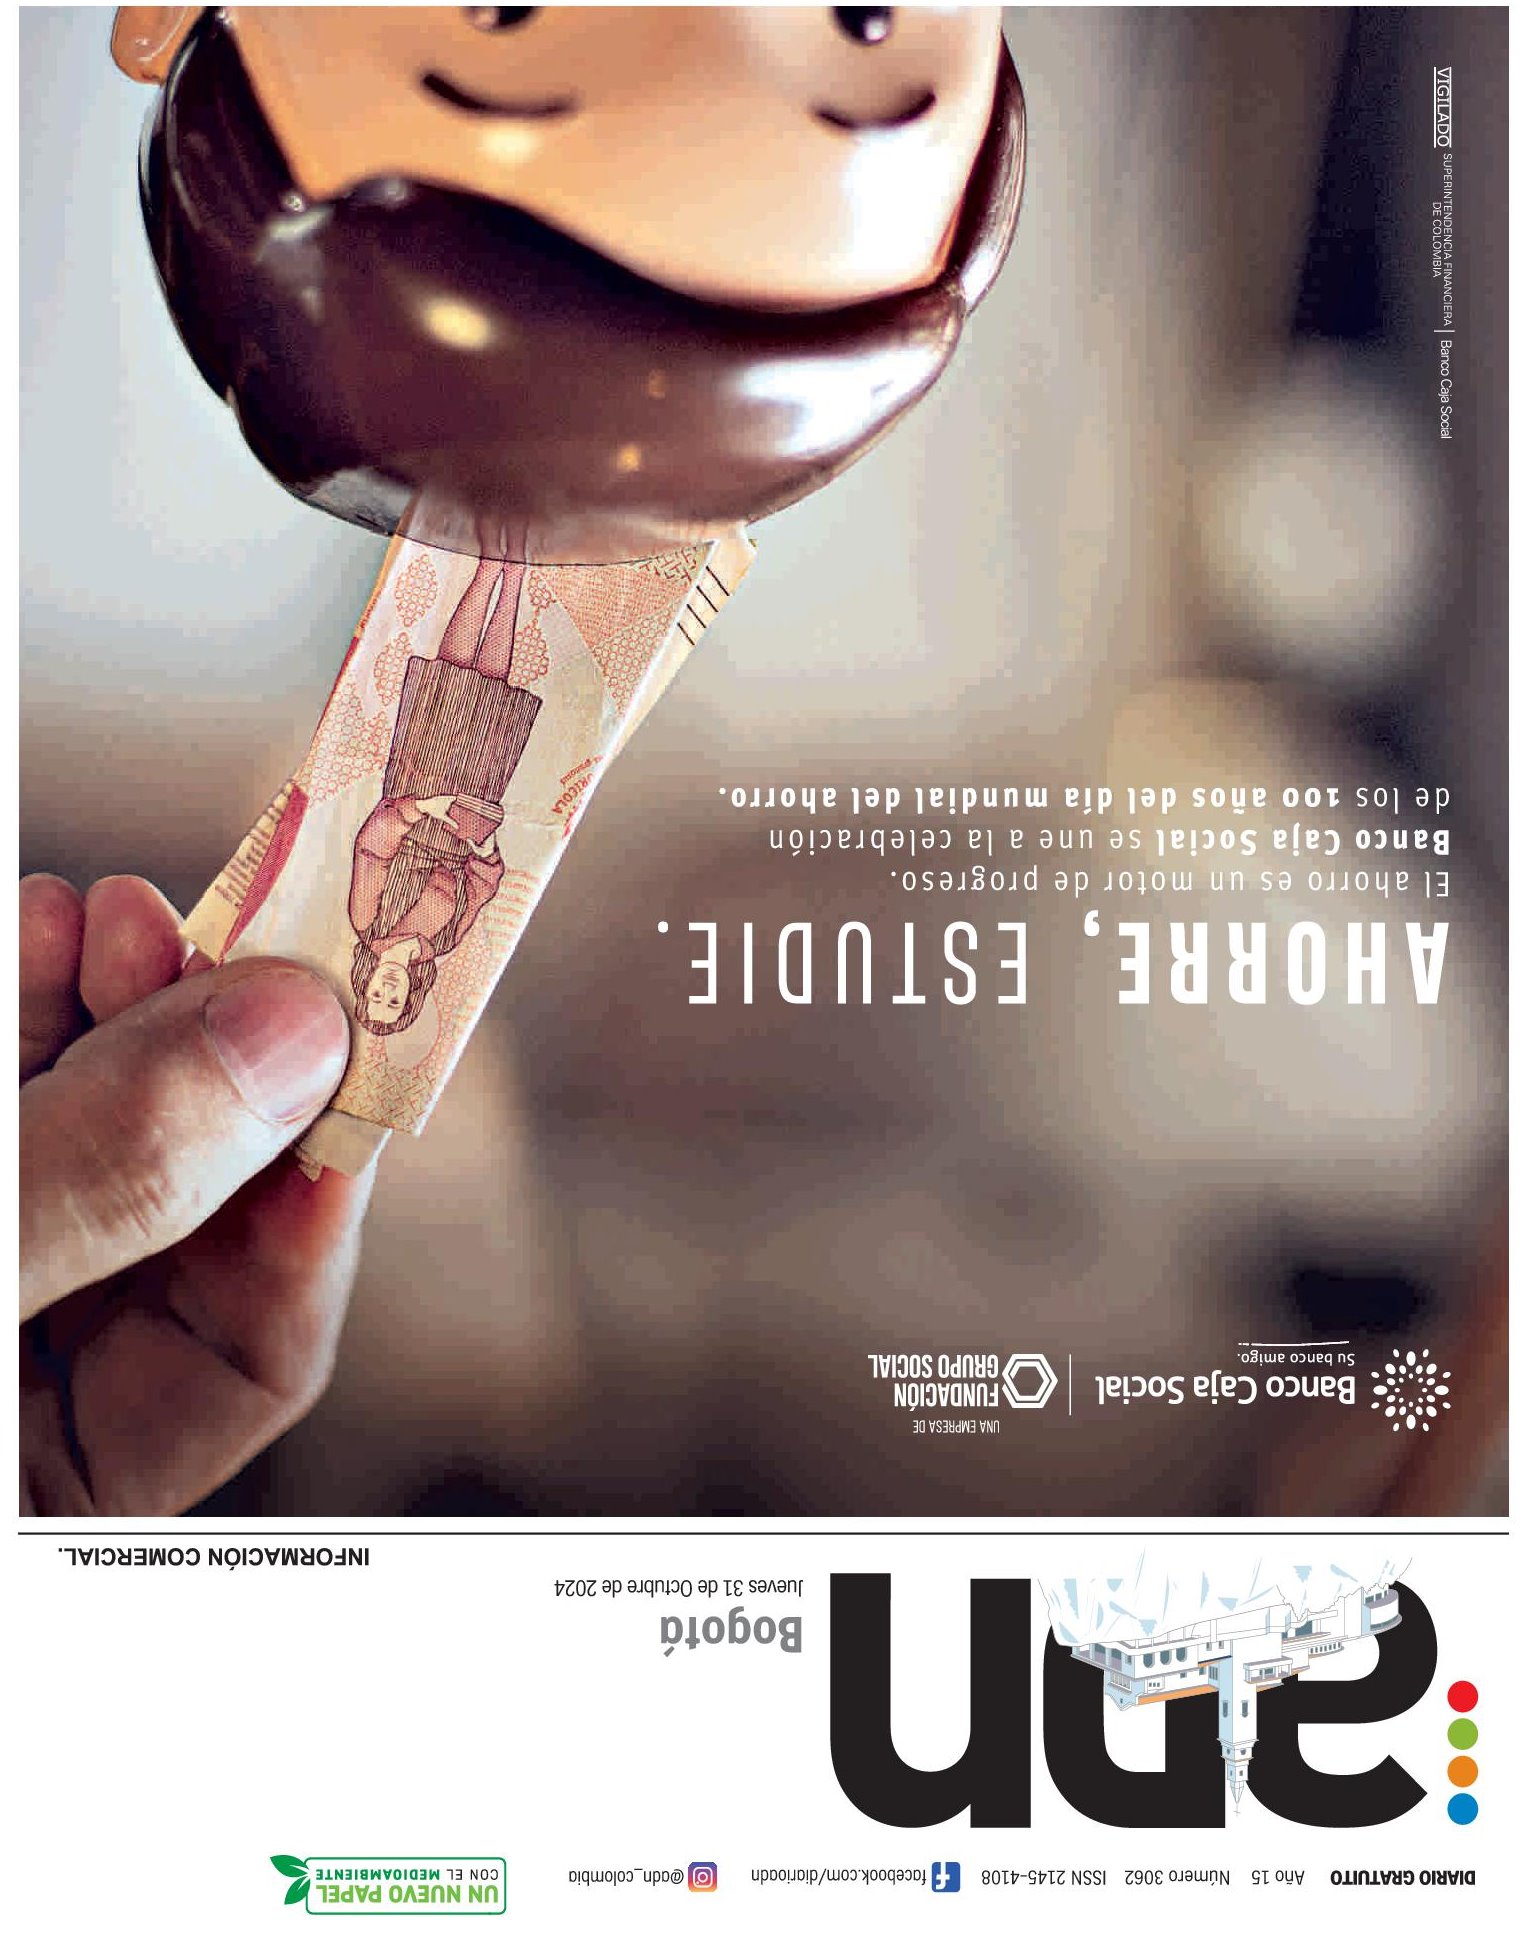 DIARIO GRATUITO Año 15 Número 3062 ISSN 2145-4108 facebook.com/diarioadn @adn_colombia
UN NUEVO PAPEL
CON EL MEDIOAMBIENTE
adn
Bogotá
Jueves 31 de Octubre de 2024
INFORMACIÓN COMERCIAL.
Banco Caja Social
Su banco amigo.
UNA EMPRESA DE
FUNDACIÓN
GRUPO SOCIAL
AHORRE, ESTUDIE.
El ahorro es un motor de progreso.
Banco Caja Social se une a la celebración
de los 100 años del día mundial del ahorro.
VIGILADO SUPERINTENDENCIA FINANCIERA
DE COLOMBIA
Banco Caja Social